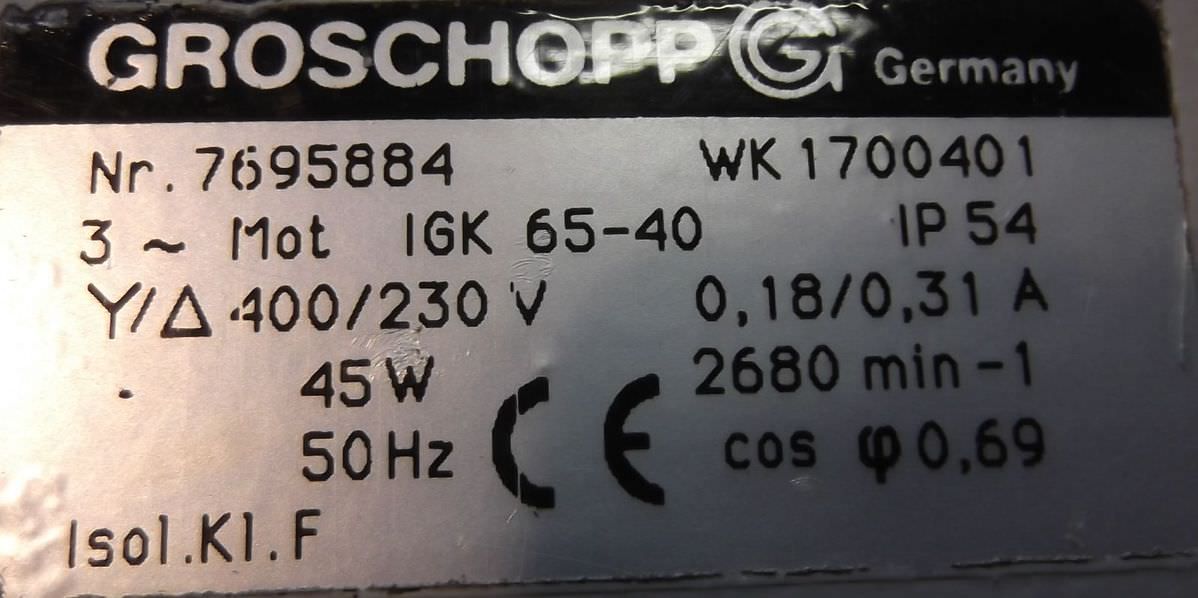 GROSCHOPP G Germany
Nr. 7695884 WK 1700401
3 ~ Mot IGK 65-40 IP 54
Y/Δ 400/230 V 0,18/0,31 A
45 W 2680 min -1
50 Hz CE cos φ 0,69
Isol.Kl.F